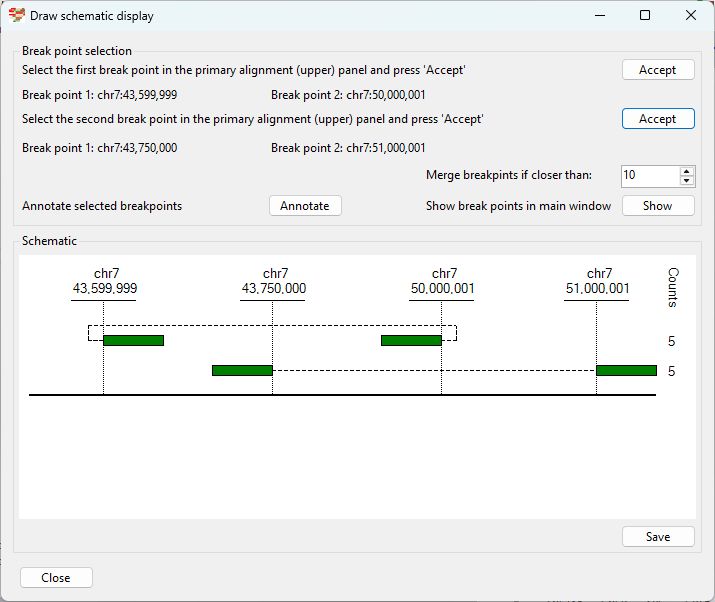 Draw schematic display
Break point selection
Select the first break point in the primary alignment (upper) panel and press 'Accept'
Accept
Break point 1: chr7:43,599,999
Break point 2: chr7:50,000,001
Select the second break point in the primary alignment (upper) panel and press 'Accept'
Accept
Break point 1: chr7:43,750,000
Break point 2: chr7:51,000,001
Merge breakpints if closer than:
10
Annotate selected breakpoints
Annotate
Show break points in main window
Show
Schematic
chr7
43,599,999
chr7
43,750,000
chr7
50,000,001
chr7
51,000,001
Counts
5
5
Save
Close